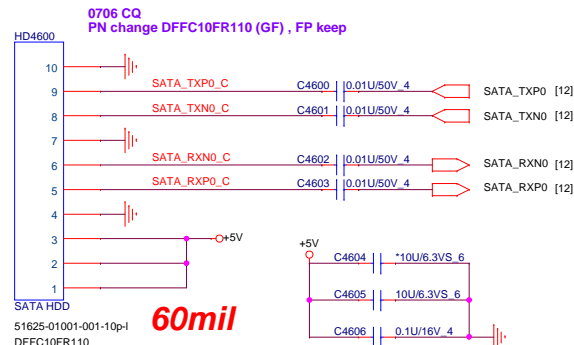 0706 CQ
PN change DFFC10FR110 (GF) , FP keep
HD4600
10
9 SATA_TXP0_C C4600 0.01U/50V_4 SATA_TXP0 [12]
8 SATA_TXN0_C C4601 0.01U/50V_4 SATA_TXN0 [12]
7
6 SATA_RXN0_C C4602 0.01U/50V_4 SATA_RXN0 [12]
5 SATA_RXP0_C C4603 0.01U/50V_4 SATA_RXP0 [12]
4
3 +5V
2
1
+5V
C4604 *10U/6.3VS_6
C4605 10U/6.3VS_6
C4606 0.1U/16V_4
SATA HDD
51625-01001-001-10p-l
DFFC10FR110
60mil